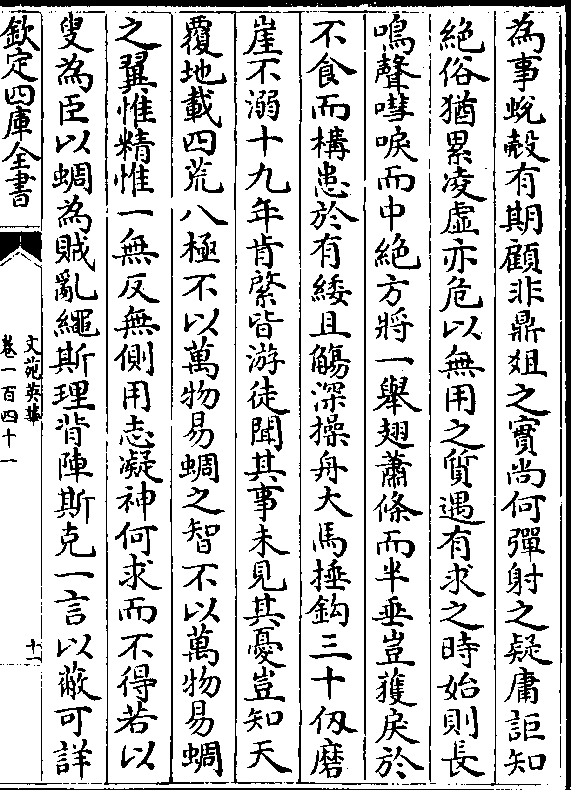 為事蛻殻有期顧非鼎俎之實尚何彈射之疑庸詎知
絶俗猶累凌虛亦危以無用之質遇有求之時始則長
鳴聲嘒唳而中絶方將一舉翅蕭條而半垂豈獲戾於
不食而構患於有緌且觴深操舟大馬捶鈎三十仭磨
崖不溺十九年肯綮皆游徒聞其事未見其憂豈知天
覆地載四荒八極不以萬物易蜩之智不以萬物易蜩
之翼惟精惟一無反無側用志凝神何求而不得若以
叟為臣以蜩為賊亂繩斯理背陣斯克一言以蔽可詳
欽定四庫全書
文苑英華
卷一百四十一
十一